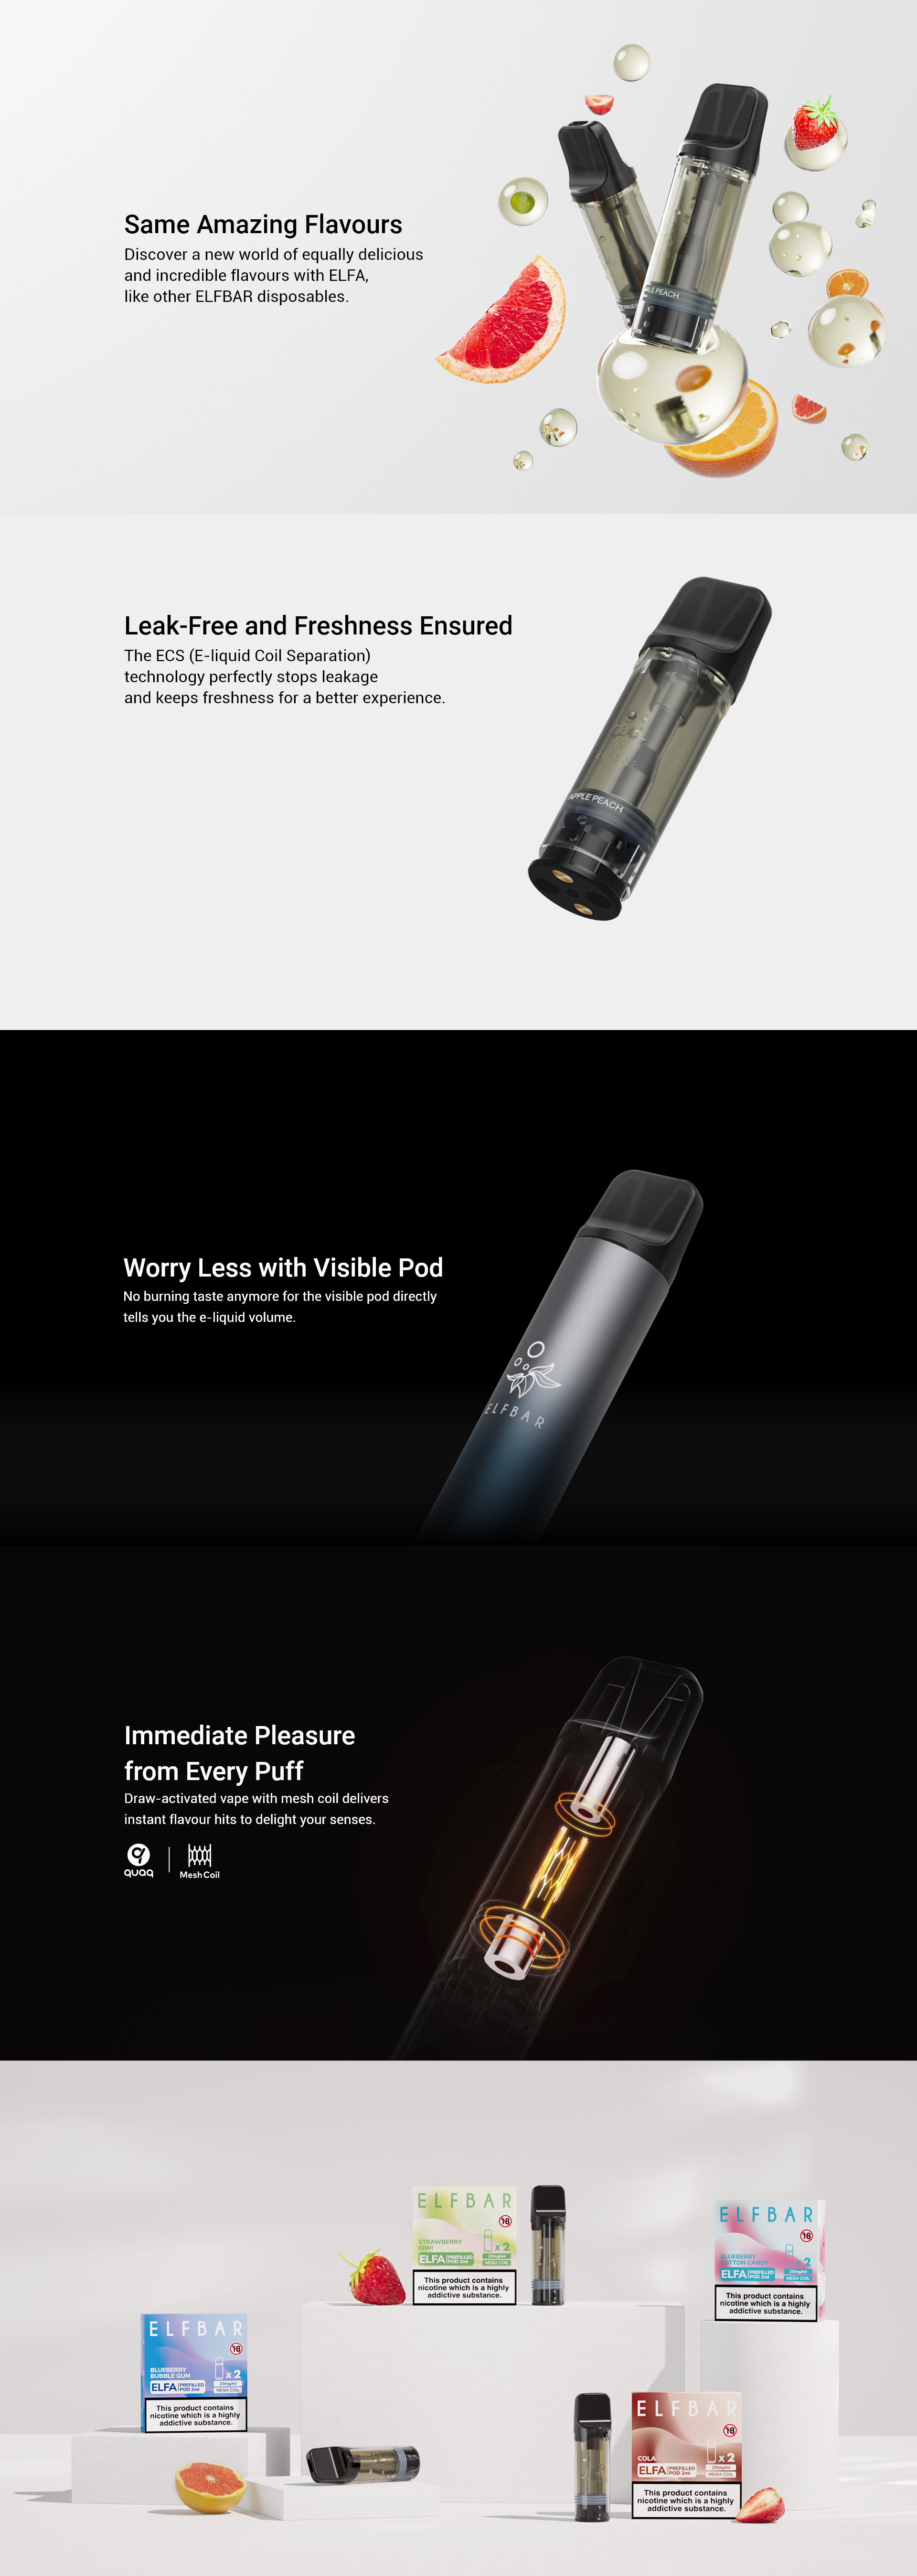 Same Amazing Flavours
Discover a new world of equally delicious
and incredible flavours with ELFA,
like other ELFBAR disposables.
PLE PEACH
Leak-Free and Freshness Ensured
The ECS (E-liquid Coil Separation)
technology perfectly stops leakage
and keeps freshness for a better experience.
APPLE PEACH
Worry Less with Visible Pod
No burning taste anymore for the visible pod directly
tells you the e-liquid volume.
ELFBAR
Immediate Pleasure
from Every Puff
Draw-activated vape with mesh coil delivers
instant flavour hits to delight your senses.
quaq
Mesh Coil
ELFBAR
18
STRAWBERRY
KIWI
x 2
ELFA PREFILLED
POD 2ml
20mg/ml
MESH COIL
This product contains
nicotine which is a highly
addictive substance.
ELFBAR
18
BLUEBERRY
COTTON CANDY
x 2
ELFA PREFILLED
POD 2ml
20mg/ml
MESH COIL
This product contains
nicotine which is a highly
addictive substance.
ELFBAR
18
BLUEBERRY
BUBBLE GUM
x 2
ELFA PREFILLED
POD 2ml
20mg/ml
MESH COIL
This product contains
nicotine which is a highly
addictive substance.
ELFBAR
18
COLA
x 2
ELFA PREFILLED
POD 2ml
20mg/ml
MESH COIL
This product contains
nicotine which is a highly
addictive substance.